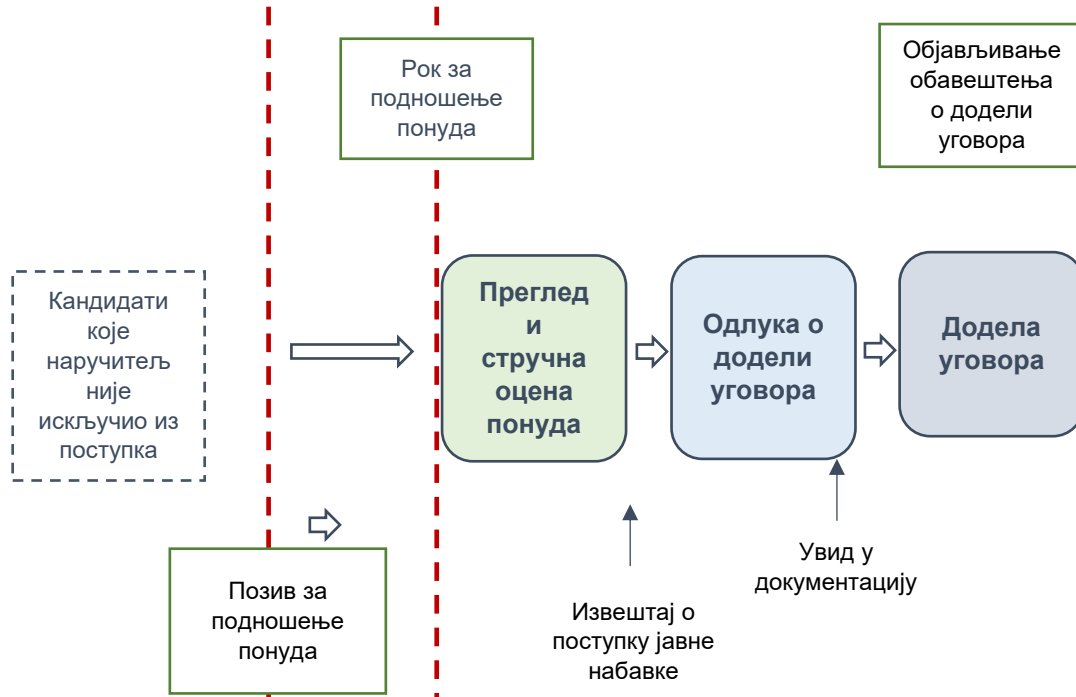 Рок за
подношење
понуда
Објављивање
обавештења
о додели
уговора
Кандидати
које
наручитељ
није
искључио из
поступка
Преглед
и
стручна
оцена
понуда
Одлука о
додели
уговора
Додела
уговора
Позив за
подношење
понуда
Извештај о
поступку јавне
набавке
Увид у
документацију